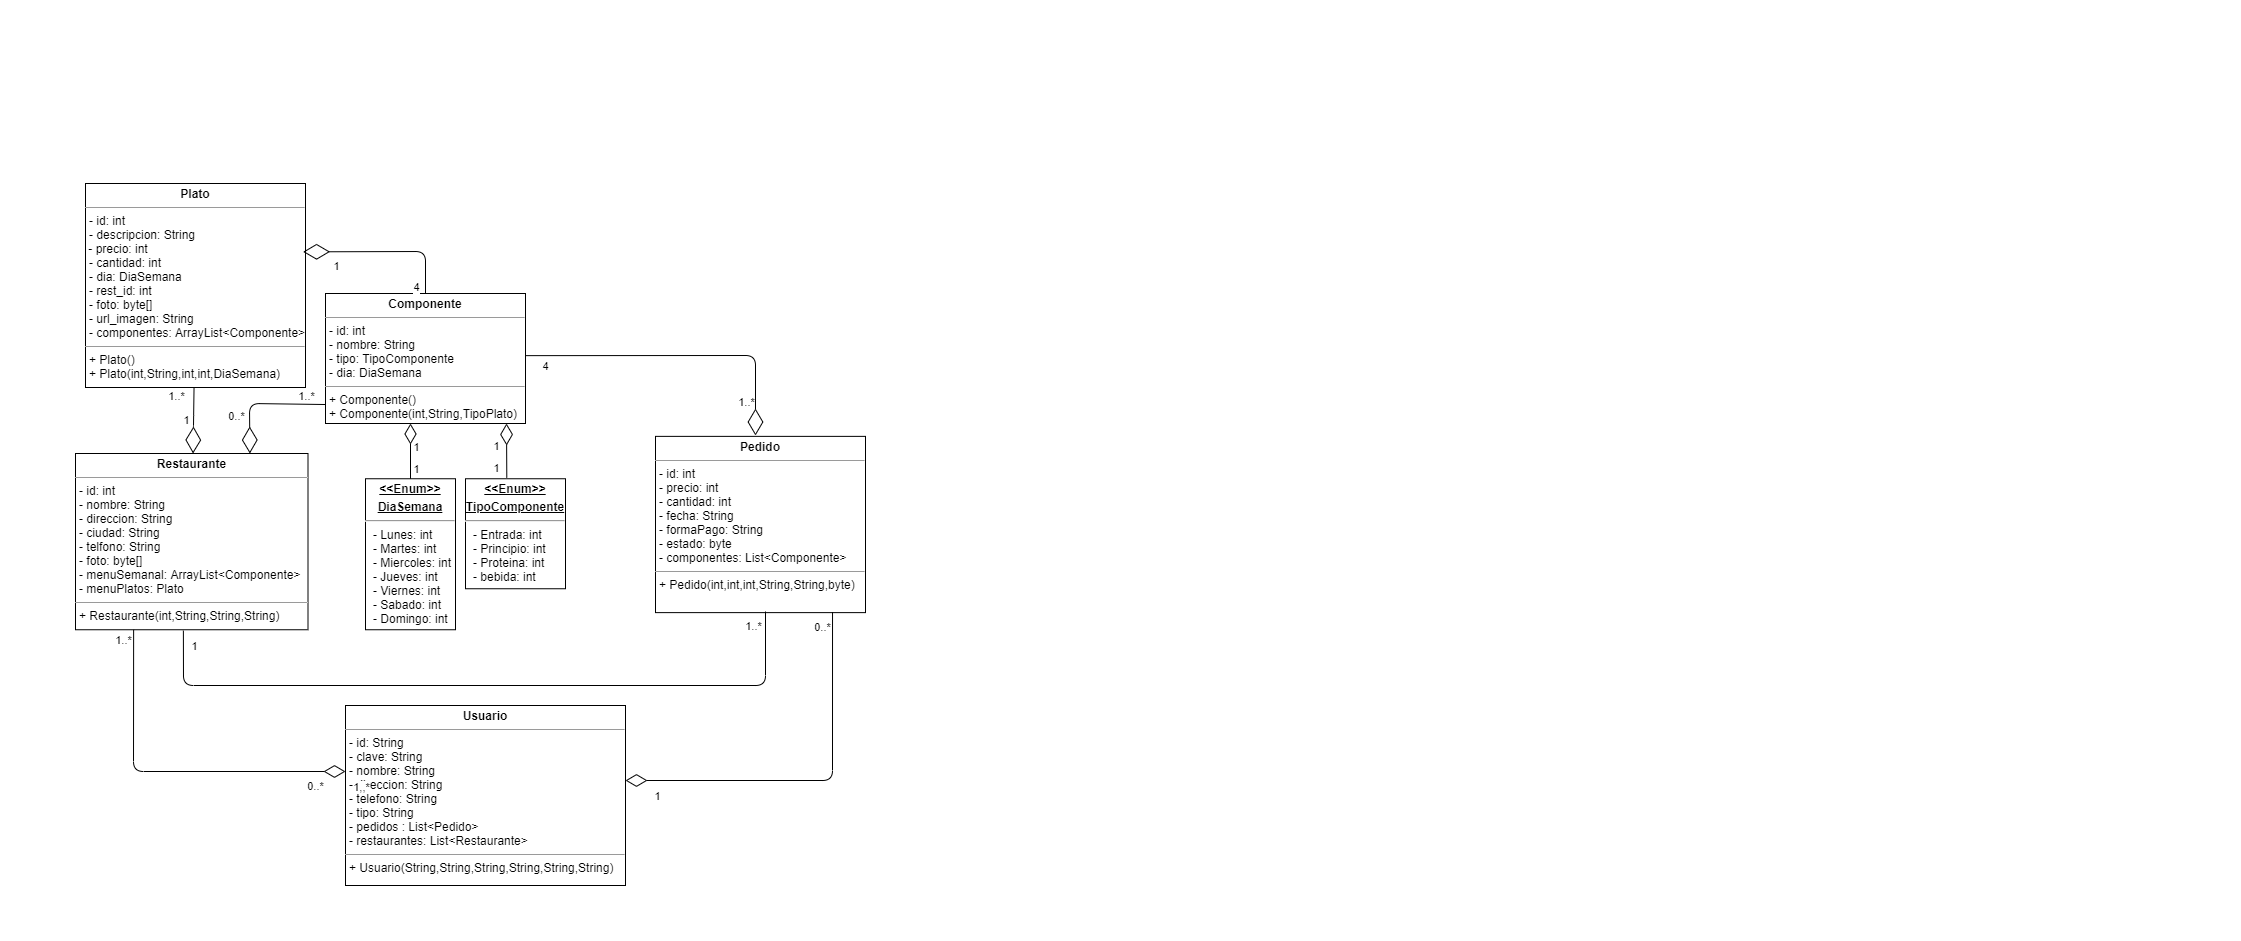 Plato
- id: int
- descripcion: String
- precio: int
- cantidad: int
- dia: DiaSemana
- rest_id: int
- foto: byte[]
- url_imagen: String
- componentes: ArrayList<Componente>
+ Plato()
+ Plato(int,String,int,int,DiaSemana)
1
4
Componente
- id: int
- nombre: String
- tipo: TipoComponente
- dia: DiaSemana
+ Componente()
+ Componente(int,String,TipoPlato)
4
1..*
1..*
1
1..*
0..*
1
1
1
1
Restaurante
- id: int
- nombre: String
- direccion: String
- ciudad: String
- telfono: String
- foto: byte[]
- menuSemanal: ArrayList<Componente>
- menuPlatos: Plato
+ Restaurante(int,String,String,String)
<<Enum>>
DiaSemana
- Lunes: int
- Martes: int
- Miercoles: int
- Jueves: int
- Viernes: int
- Sabado: int
- Domingo: int
<<Enum>>
TipoComponente
- Entrada: int
- Principio: int
- Proteina: int
- bebida: int
Pedido
- id: int
- precio: int
- cantidad: int
- fecha: String
- formaPago: String
- estado: byte
- componentes: List<Componente>
+ Pedido(int,int,int,String,String,byte)
1..*
1
1..*
0..*
Usuario
- id: String
- clave: String
- nombre: String
-1..*eccion: String
- telefono: String
- tipo: String
- pedidos : List<Pedido>
- restaurantes: List<Restaurante>
+ Usuario(String,String,String,String,String,String)
0..*
1